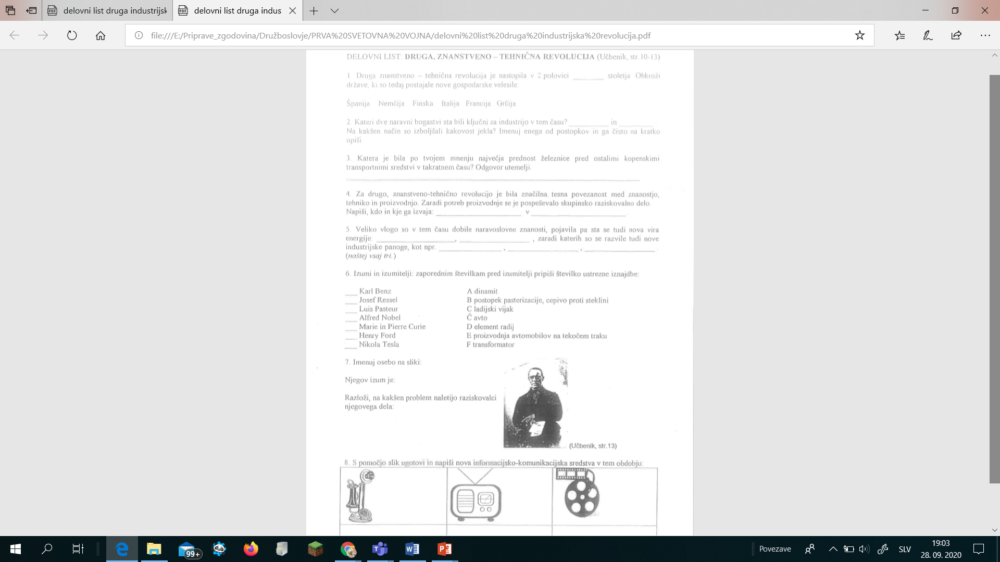 delovni list druga industrijsk
delovni list druga indus
file:///E:/Priprave_zgodovina/Družboslovje/PRVA%20SVETOVNA%20VOJNA/delovni%20list%20druga%20industrijska%20revolucija.pdf
DELOVNI LIST: DRUGA, ZNANSTVENO – TEHNIČNA REVOLUCIJA (Učbenik, str.10-13)
1 Druga znanstveno – tehnična revolucija je nastopila v 2 polovici ________ stoletja Obkroži
države, ki so tedaj postajale nove gospodarske velesile:
Španija Nemčija Finska Italija Francija Grčija
2. Kateri dve naravni bogastvi sta bili ključni za industrijo v tem času? __________ in _________
Na kakšen način so izboljšali kakovost jekla? Imenuj enega od postopkov in ga čisto na kratko
opiši.
3. Katera je bila po tvojem mnenju največja prednost železnice pred ostalimi kopenskimi
transportnimi sredstvi v takratnem času? Odgovor utemelji.
4. Za drugo, znanstveno-tehnično revolucijo je bila značilna tesna povezanost med znanostjo,
tehniko in proizvodnjo. Zaradi potreb proizvodnje se je pospeševalo skupinsko raziskovalno delo.
Napiši, kdo in kje ga izvaja: ______________________ v ________________________.
5. Veliko vlogo so v tem času dobile naravoslovne znanosti, pojavila pa sta se tudi nova vira
energije: ____________________, __________________ , zaradi katerih so se razvile tudi nove
industrijske panoge, kot npr. ________________ , __________________ , __________________.
(naštej vsaj tri.)
6. Izumi in izumitelji: zaporednim številkam pred izumitelji pripiši številko ustrezne iznajdbe:
___ Karl Benz A dinamit
___ Josef Ressel B postopek pasterizacije, cepivo proti steklini
___ Luis Pasteur C ladijski vijak
___ Alfred Nobel Č avto
___ Marie in Pierre Curie D element radij
___ Henry Ford E proizvodnja avtomobilov na tekočem traku
___ Nikola Tesla F transformator
7. Imenuj osebo na sliki:
Njegov izum je:
Razloži, na kakšen problem naletijo raziskovalci
njegovega dela:
(Učbenik, str.13)
8. S pomočjo slik ugotovi in napiši nova informacijsko-komunikacijska sredstva v tem obdobju:
99+
Povezave
SLV
19:03
28. 09. 2020